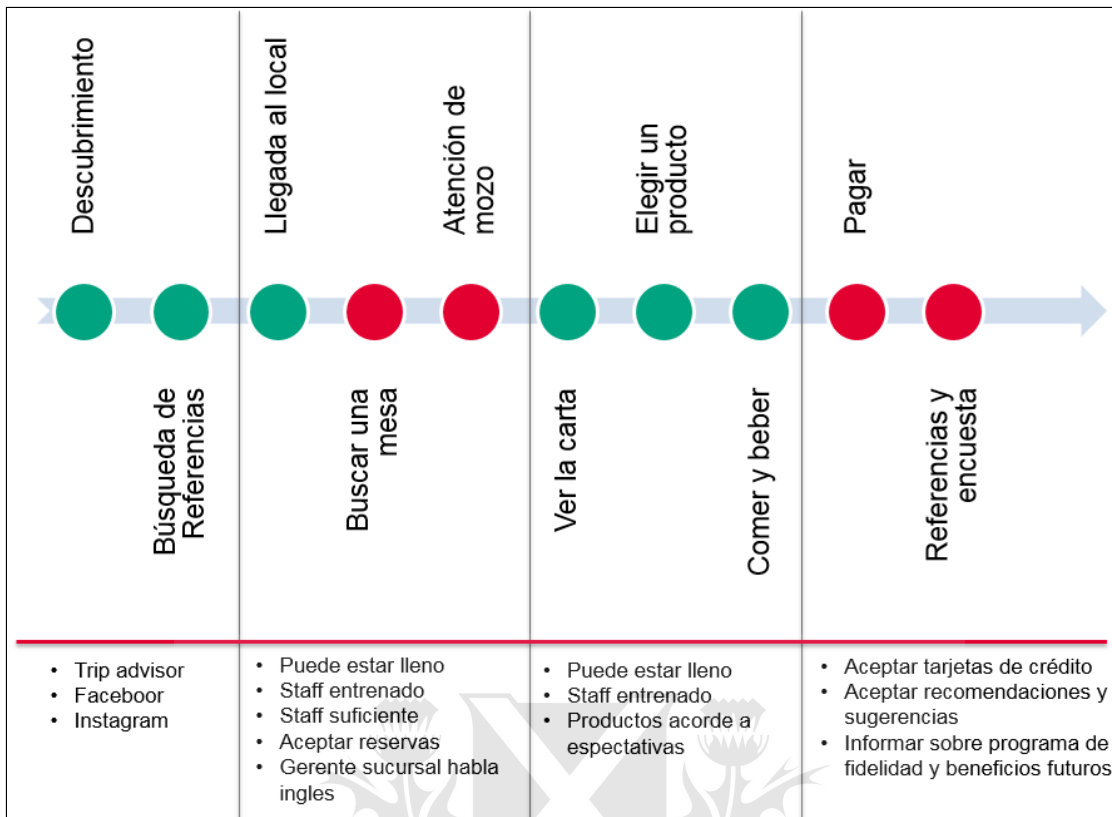 Descubrimiento
Búsqueda de
Referencias
Llegada al local
Buscar una
mesa
Atención de
mozo
Ver la carta
Elegir un
producto
Comer y beber
Pagar
Referencias y
encuesta
• Trip advisor
• Faceboor
• Instagram
• Puede estar lleno
• Staff entrenado
• Staff suficiente
• Aceptar reservas
• Gerente sucursal habla
ingles
• Puede estar lleno
• Staff entrenado
• Productos acorde a
espectativas
• Aceptar tarjetas de crédito
• Aceptar recomendaciones y
sugerencias
• Informar sobre programa de
fidelidad y beneficios futuros